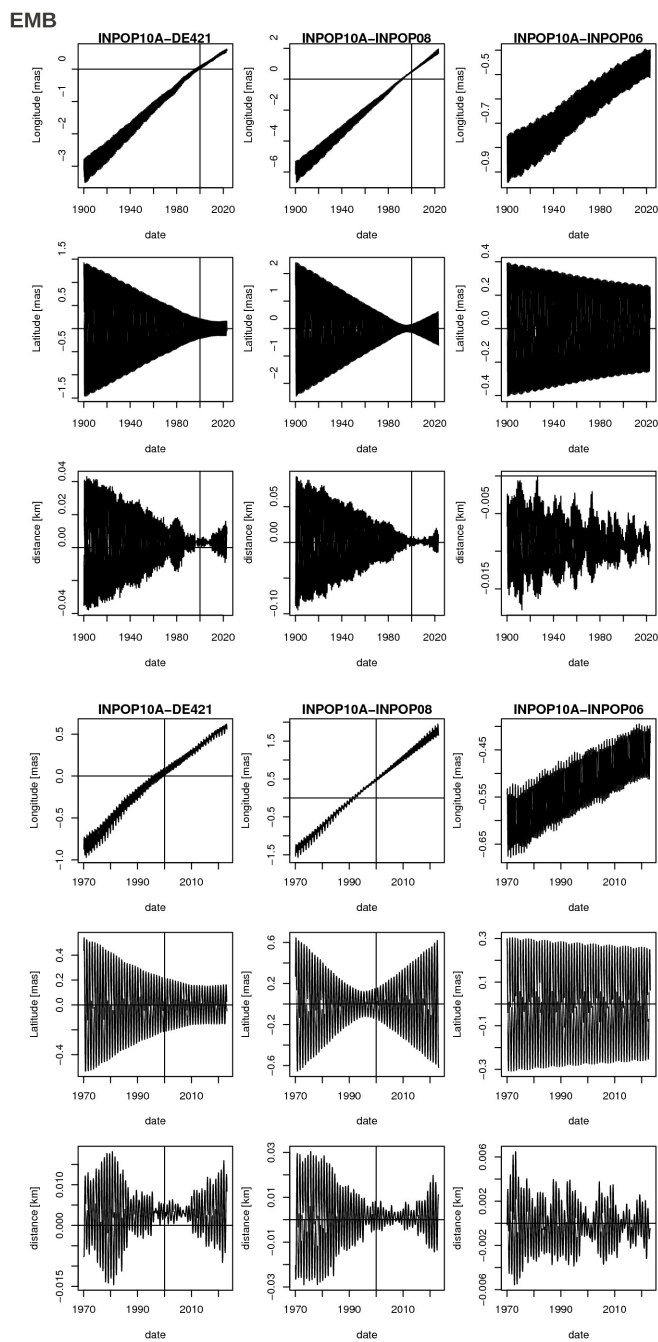 EMB
INPOP10A−DE421
INPOP10A−INPOP08
INPOP10A−INPOP06
Longitude [mas]
−3 −2 −1 0
1900 1940 1980 2020
date
Longitude [mas]
−6 −4 −2 0 2
1900 1940 1980 2020
date
Longitude [mas]
−0.9 −0.7 −0.5
1900 1940 1980 2020
date
Latitude [mas]
−1.5 −0.5 0.5 1.5
1900 1940 1980 2020
date
Latitude [mas]
−2 −1 0 1 2
1900 1940 1980 2020
date
Latitude [mas]
−0.4 −0.2 0.0 0.2 0.4
1900 1940 1980 2020
date
distance [km]
−0.04 0.00 0.02 0.04
1900 1940 1980 2020
date
distance [km]
−0.10 0.00 0.05
1900 1940 1980 2020
date
distance [km]
−0.015 −0.005
1900 1940 1980 2020
date
INPOP10A−DE421
INPOP10A−INPOP08
INPOP10A−INPOP06
Longitude [mas]
−1.0 −0.5 0.0 0.5
1970 1990 2010
date
Longitude [mas]
−1.5 −0.5 0.5 1.5
1970 1990 2010
date
Longitude [mas]
−0.65 −0.55 −0.45
1970 1990 2010
date
Latitude [mas]
−0.4 0.0 0.2 0.4
1970 1990 2010
date
Latitude [mas]
−0.6 −0.2 0.2 0.6
1970 1990 2010
date
Latitude [mas]
−0.3 −0.1 0.1 0.3
1970 1990 2010
date
distance [km]
−0.015 0.000 0.010
1970 1990 2010
date
distance [km]
−0.03 −0.01 0.01 0.03
1970 1990 2010
date
distance [km]
−0.006 −0.002 0.002 0.006
1970 1990 2010
date